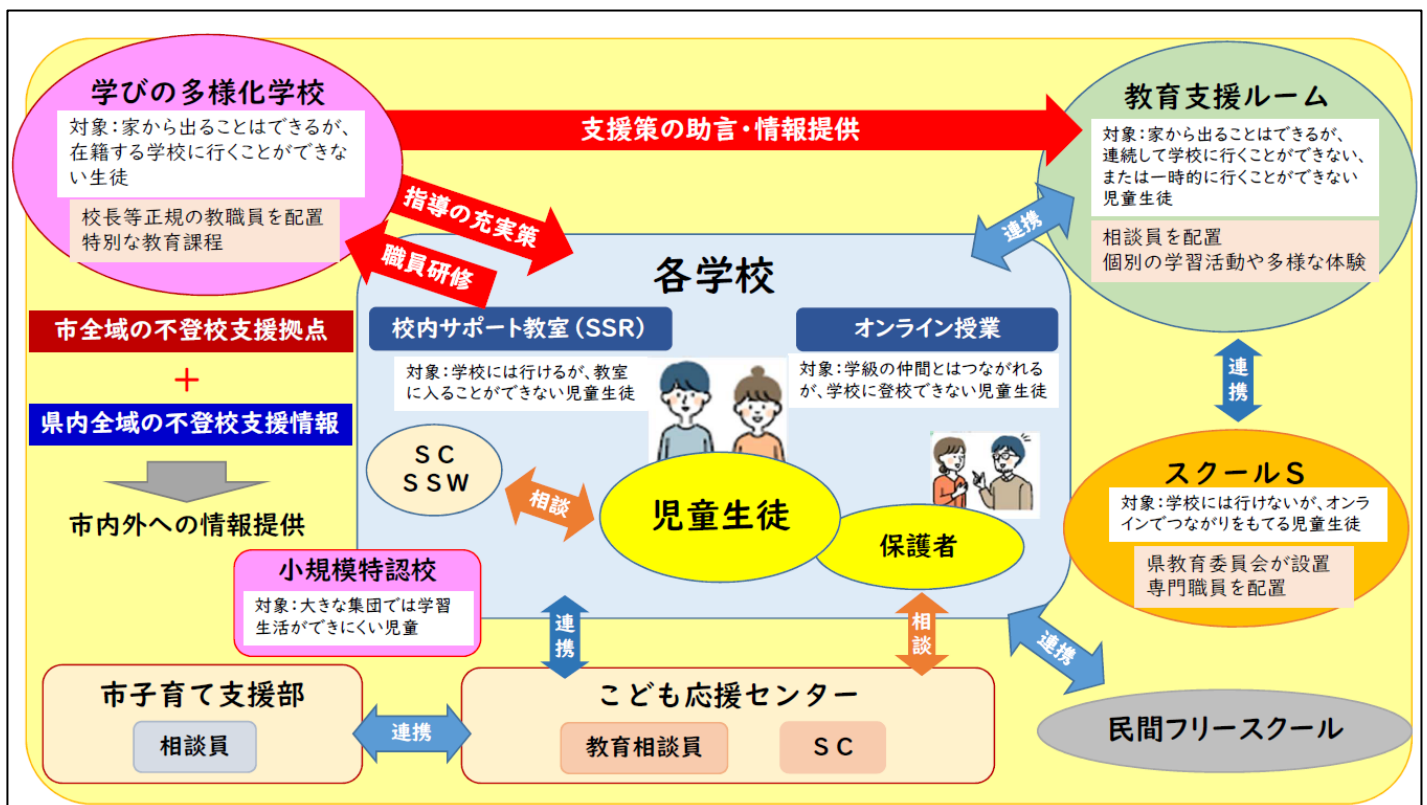 学びの多様化学校
対象：家から出ることはできるが、
在籍する学校に行くことができな
い生徒
校長等正規の教職員を配置
特別な教育課程
支援策の助言・情報提供
教育支援ルーム
対象：家から出ることはできるが、
連続して学校に行くことができない、
または一時的に行くことができない
児童生徒
相談員を配置
個別の学習活動や多様な体験
指導の充実策
職員研修
連携
各学校
校内サポート教室（SSR）
対象：学校には行けるが、教室
に入ることができない児童生徒
オンライン授業
対象：学級の仲間とはつながれる
が、学校に登校できない児童生徒
市全域の不登校支援拠点
＋
県内全域の不登校支援情報
市内外への情報提供
ＳＣ
ＳＳＷ
相談
児童生徒
保護者
連携
スクールＳ
対象：学校には行けないが、オンラ
インでつながりをもてる児童生徒
県教育委員会が設置
専門職員を配置
小規模特認校
対象：大きな集団では学習
生活ができにくい児童
連携
相談
連携
市子育て支援部
相談員
連携
こども応援センター
教育相談員
ＳＣ
民間フリースクール